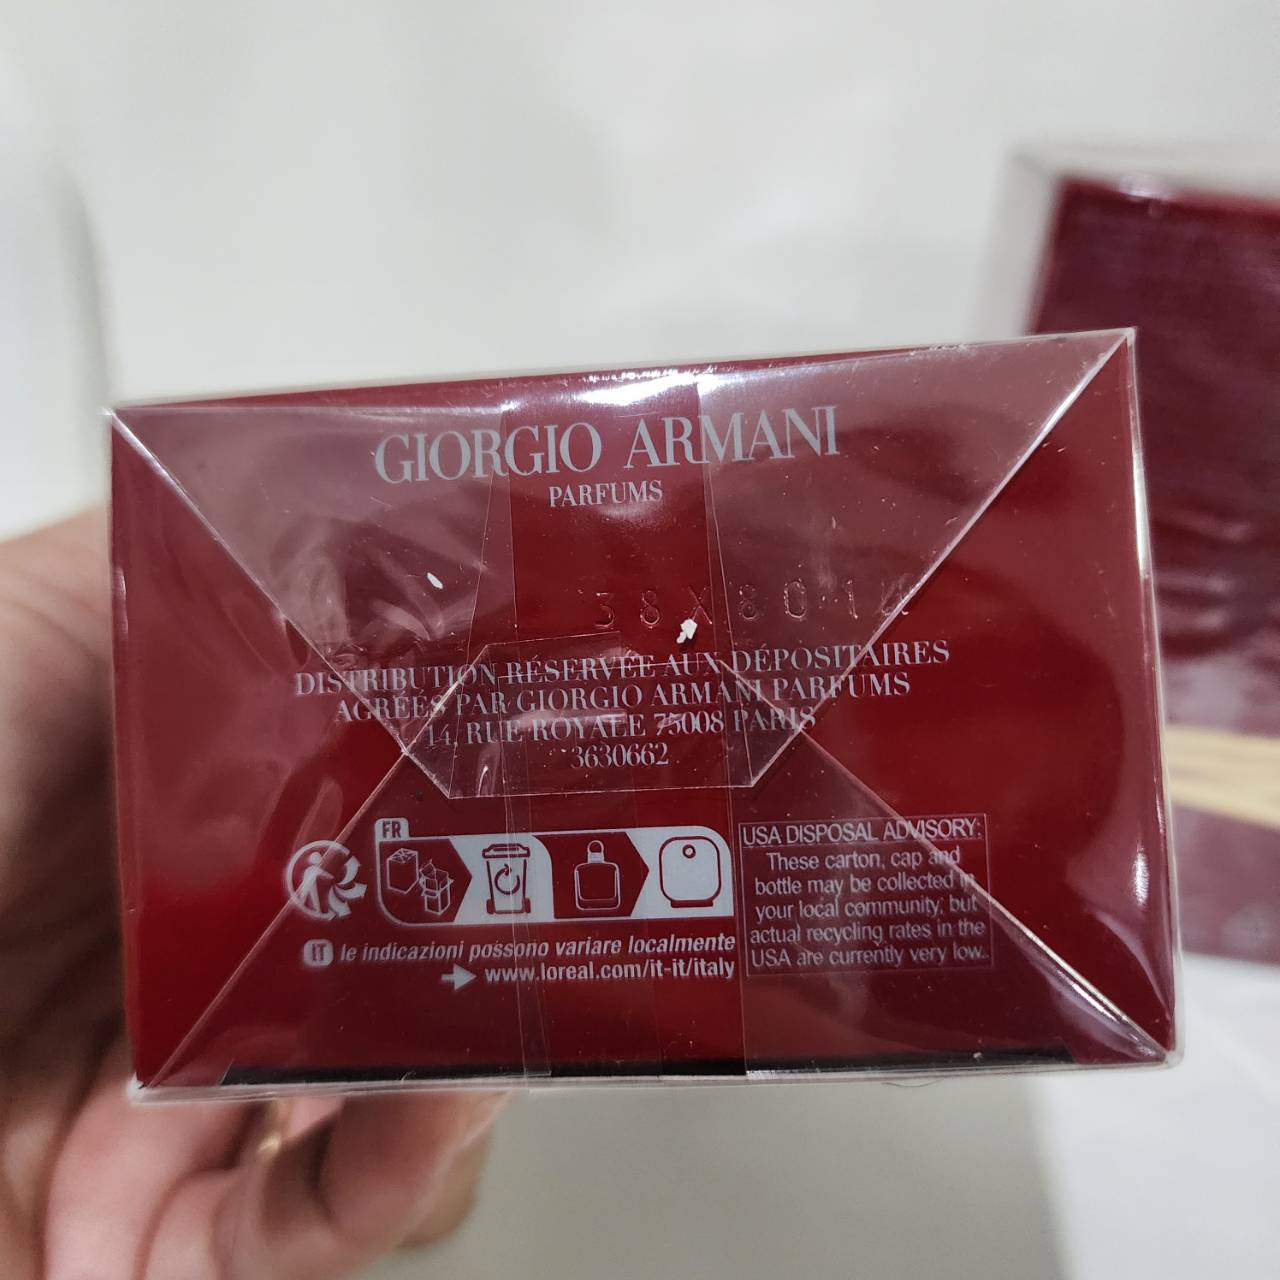 GIORGIO ARMANI
PARFUMS
DISTRIBUTION RÉSERVÉE AUX DÉPOSITAIRES
AGRÉÉS PAR GIORGIO ARMANI PARFUMS
14, RUE ROYALE 75008 PARIS
3630662
FR
IT le indicazioni possono variare localmente
www.loreal.com/it-it/italy
USA DISPOSAL ADVISORY:
These carton, cap and
bottle may be collected in
your local community, but
actual recycling rates in the
USA are currently very low.